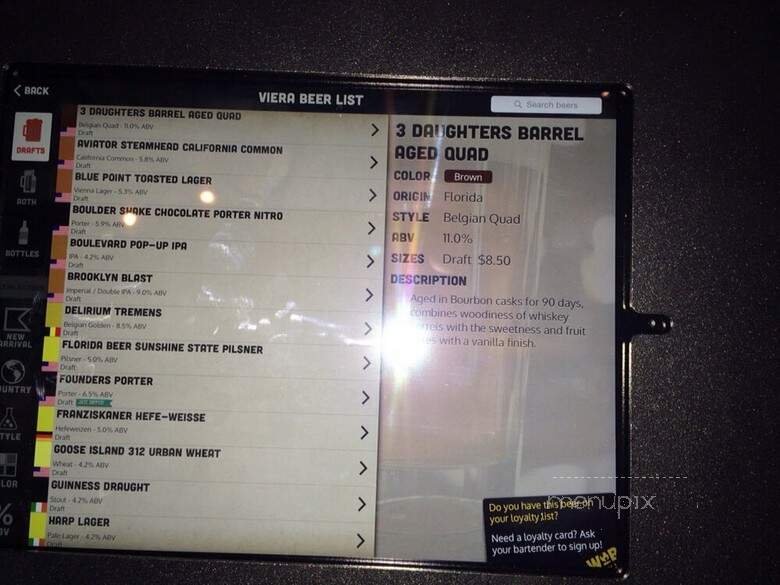 BACK
VIERA BEER LIST
Search beers
DRAFTS
BOTH
BOTTLES
NEW
ARRIVAL
3 DAUGHTERS BARREL AGED QUAD
Belgian Quad - 11.0% ABV
Draft
AVIATOR STEAMHEAD CALIFORNIA COMMON
California Common - 5.8% ABV
Draft
BLUE POINT TOASTED LAGER
Vienna Lager - 5.3% ABV
Draft
BOULDER SHAKE CHOCOLATE PORTER NITRO
Porter - 5.9% ABV
Draft
BOULEVARD POP-UP IPA
IPA - 4.2% ABV
Draft
BROOKLYN BLAST
Imperial / Double IPA - 9.0% ABV
Draft
DELIRIUM TREMENS
Belgian Golden - 8.5% ABV
Draft
FLORIDA BEER SUNSHINE STATE PILSNER
Pilsner - 5.0% ABV
Draft
FOUNDERS PORTER
Porter - 6.5% ABV
Draft
FRANZISKANER HEFE-WEISSE
Hefeweizen - 5.0% ABV
Draft
GOOSE ISLAND 312 URBAN WHEAT
Wheat - 4.2% ABV
Draft
GUINNESS DRAUGHT
Stout - 4.2% ABV
Draft
HARP LAGER
Pale Lager - 4.2% ABV
Draft
3 DAUGHTERS BARREL
AGED QUAD
COLOR Brown
ORIGIN Florida
STYLE Belgian Quad
ABV 11.0%
SIZES Draft $8.50
DESCRIPTION
Aged in Bourbon casks for 90 days,
combines woodiness of whiskey
with the sweetness and fruit
with a vanilla finish.
Do you have this beer on
your loyalty list?
Need a loyalty card? Ask
your bartender to sign up!
WOB
menupix